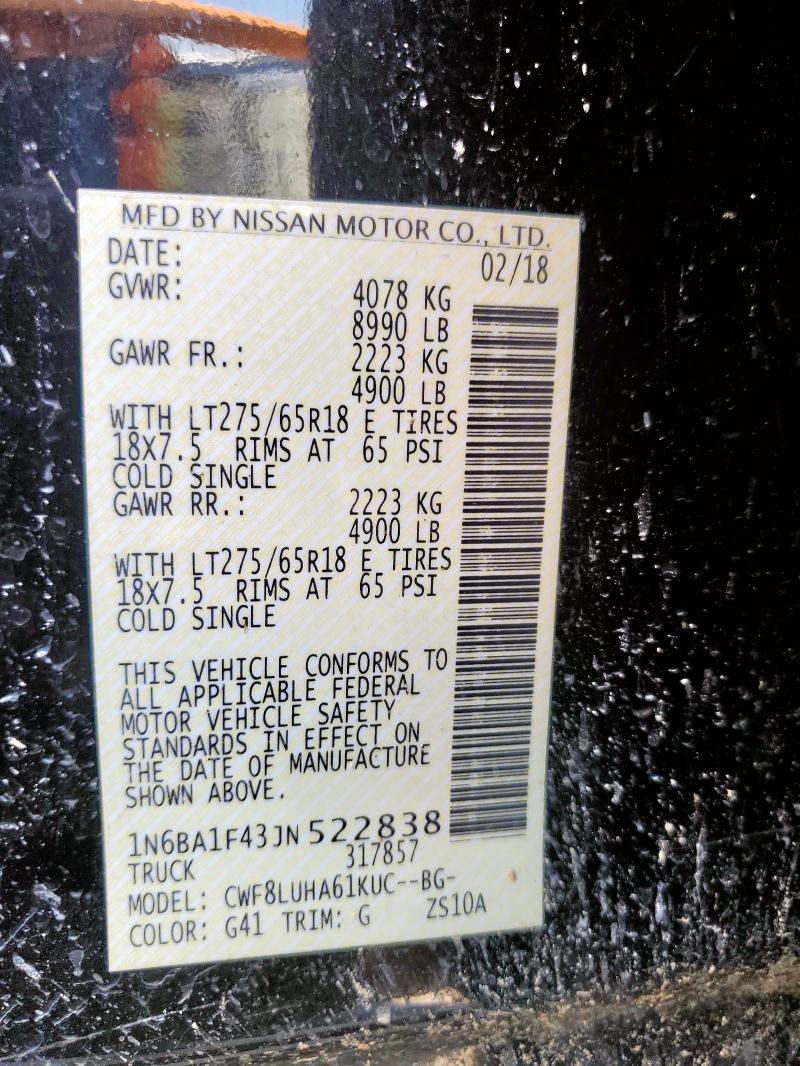 MFD BY NISSAN MOTOR CO., LTD.
DATE: 02/18
GVWR: 4078 KG
8990 LB
GAWR FR.: 2223 KG
4900 LB
WITH LT275/65R18 E TIRES
18X7.5 RIMS AT 65 PSI
COLD SINGLE
GAWR RR.: 2223 KG
4900 LB
WITH LT275/65R18 E TIRES
18X7.5 RIMS AT 65 PSI
COLD SINGLE
THIS VEHICLE CONFORMS TO
ALL APPLICABLE FEDERAL
MOTOR VEHICLE SAFETY
STANDARDS IN EFFECT ON
THE DATE OF MANUFACTURE
SHOWN ABOVE.
1N6BA1F43JN522838
317857
TRUCK
MODEL: CWF8LUHA61KUC--BG-
COLOR: G41 TRIM: G ZS10A